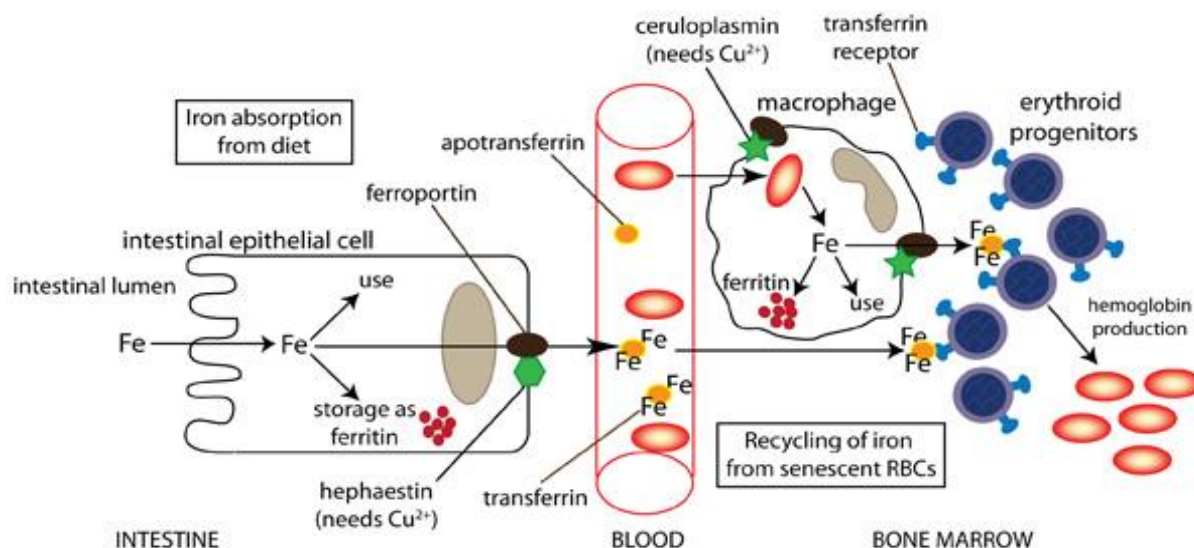 Iron absorption
from diet
intestinal lumen
intestinal epithelial cell
ferroportin
Fe
Fe
use
storage as
ferritin
hephaestin
(needs Cu²⁺)
INTESTINE
apotransferrin
Fe
Fe
Fe
Fe
transferrin
BLOOD
ceruloplasmin
(needs Cu²⁺)
macrophage
Fe
ferritin
use
transferrin
receptor
erythroid
progenitors
Fe
Fe
Fe
Fe
hemoglobin
production
Recycling of iron
from senescent RBCs
BONE MARROW